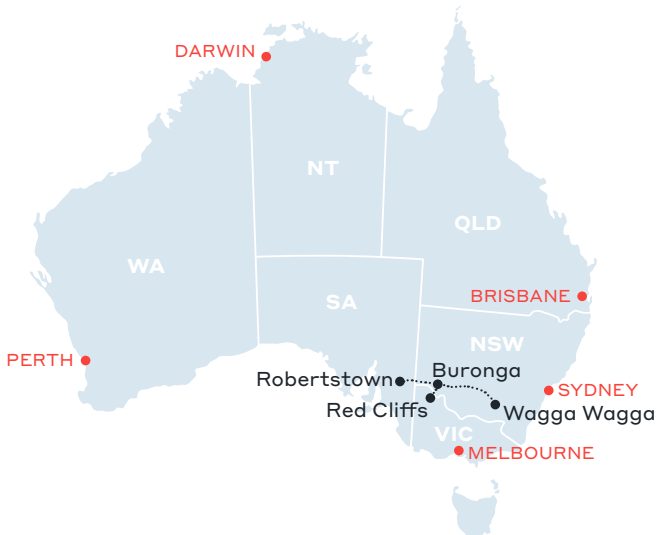 DARWIN
NT
QLD
WA
SA
BRISBANE
NSW
PERTH
Buronga
Robertstown
SYDNEY
Red Cliffs
Wagga Wagga
VIC
MELBOURNE